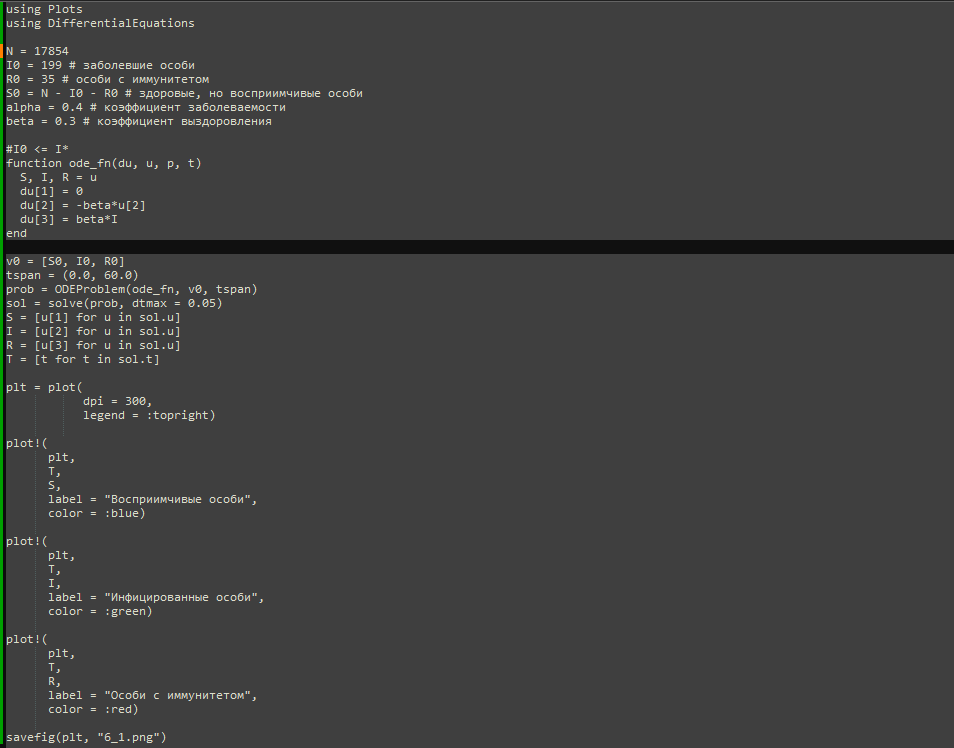 using Plots
using DifferentialEquations
N = 17854
I0 = 199 # заболевшие особи
R0 = 35 # особи с иммунитетом
S0 = N - I0 - R0 # здоровые, но восприимчивые особи
alpha = 0.4 # коэффициент заболеваемости
beta = 0.3 # коэффициент выздоровления
#I0 <= I*
function ode_fn(du, u, p, t)
S, I, R = u
du[1] = 0
du[2] = -beta*u[2]
du[3] = beta*I
end
v0 = [S0, I0, R0]
tspan = (0.0, 60.0)
prob = ODEProblem(ode_fn, v0, tspan)
sol = solve(prob, dtmax = 0.05)
S = [u[1] for u in sol.u]
I = [u[2] for u in sol.u]
R = [u[3] for u in sol.u]
T = [t for t in sol.t]
plt = plot(
dpi = 300,
legend = :topright)
plot!(
plt,
T,
S,
label = "Восприимчивые особи",
color = :blue)
plot!(
plt,
T,
I,
label = "Инфицированные особи",
color = :green)
plot!(
plt,
T,
R,
label = "Особи с иммунитетом",
color = :red)
savefig(plt, "6_1.png")